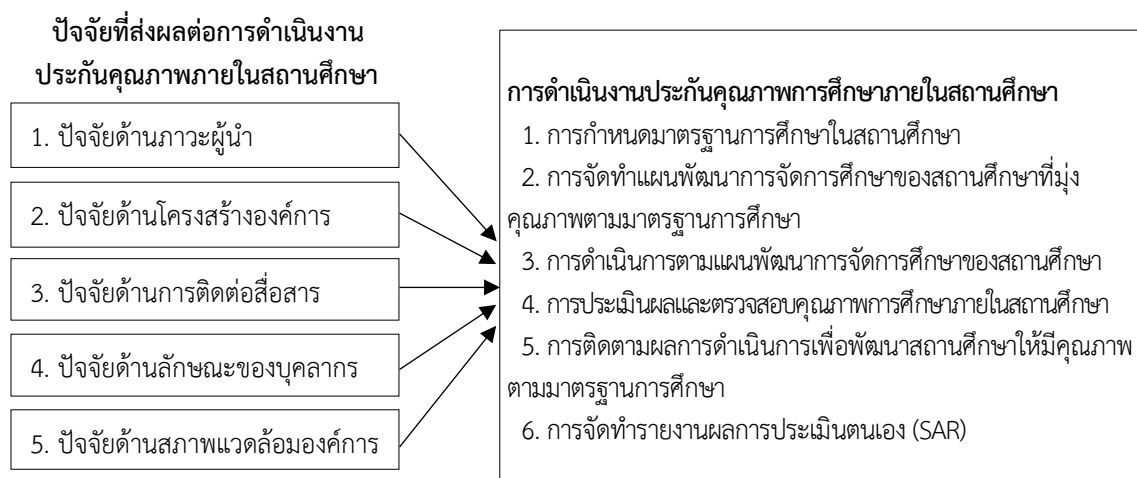 ปัจจัยที่ส่งผลต่อการดำเนินงาน
ประกันคุณภาพภายในสถานศึกษา
1. ปัจจัยด้านภาวะผู้นำ
2. ปัจจัยด้านโครงสร้างองค์การ
3. ปัจจัยด้านการติดต่อสื่อสาร
4. ปัจจัยด้านลักษณะของบุคลากร
5. ปัจจัยด้านสภาพแวดล้อมองค์การ
การดำเนินงานประกันคุณภาพการศึกษาภายในสถานศึกษา
1. การกำหนดมาตรฐานการศึกษาในสถานศึกษา
2. การจัดทำแผนพัฒนาการจัดการศึกษาของสถานศึกษาที่มุ่ง
คุณภาพตามมาตรฐานการศึกษา
3. การดำเนินการตามแผนพัฒนาการจัดการศึกษาของสถานศึกษา
4. การประเมินผลและตรวจสอบคุณภาพการศึกษาภายในสถานศึกษา
5. การติดตามผลการดำเนินการเพื่อพัฒนาสถานศึกษาให้มีคุณภาพ
ตามมาตรฐานการศึกษา
6. การจัดทำรายงานผลการประเมินตนเอง (SAR)